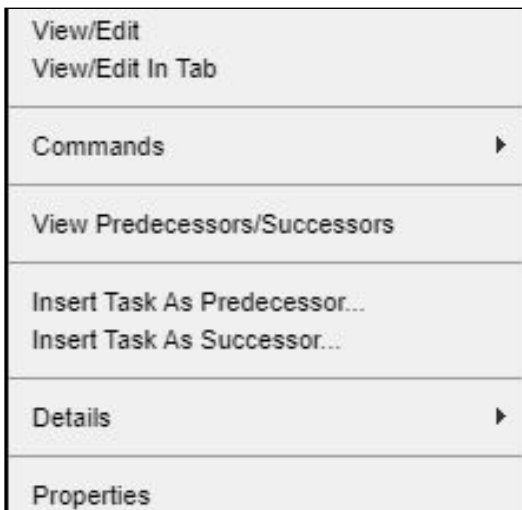 View/Edit
View/Edit In Tab
Commands
View Predecessors/Successors
Insert Task As Predecessor...
Insert Task As Successor...
Details
Properties